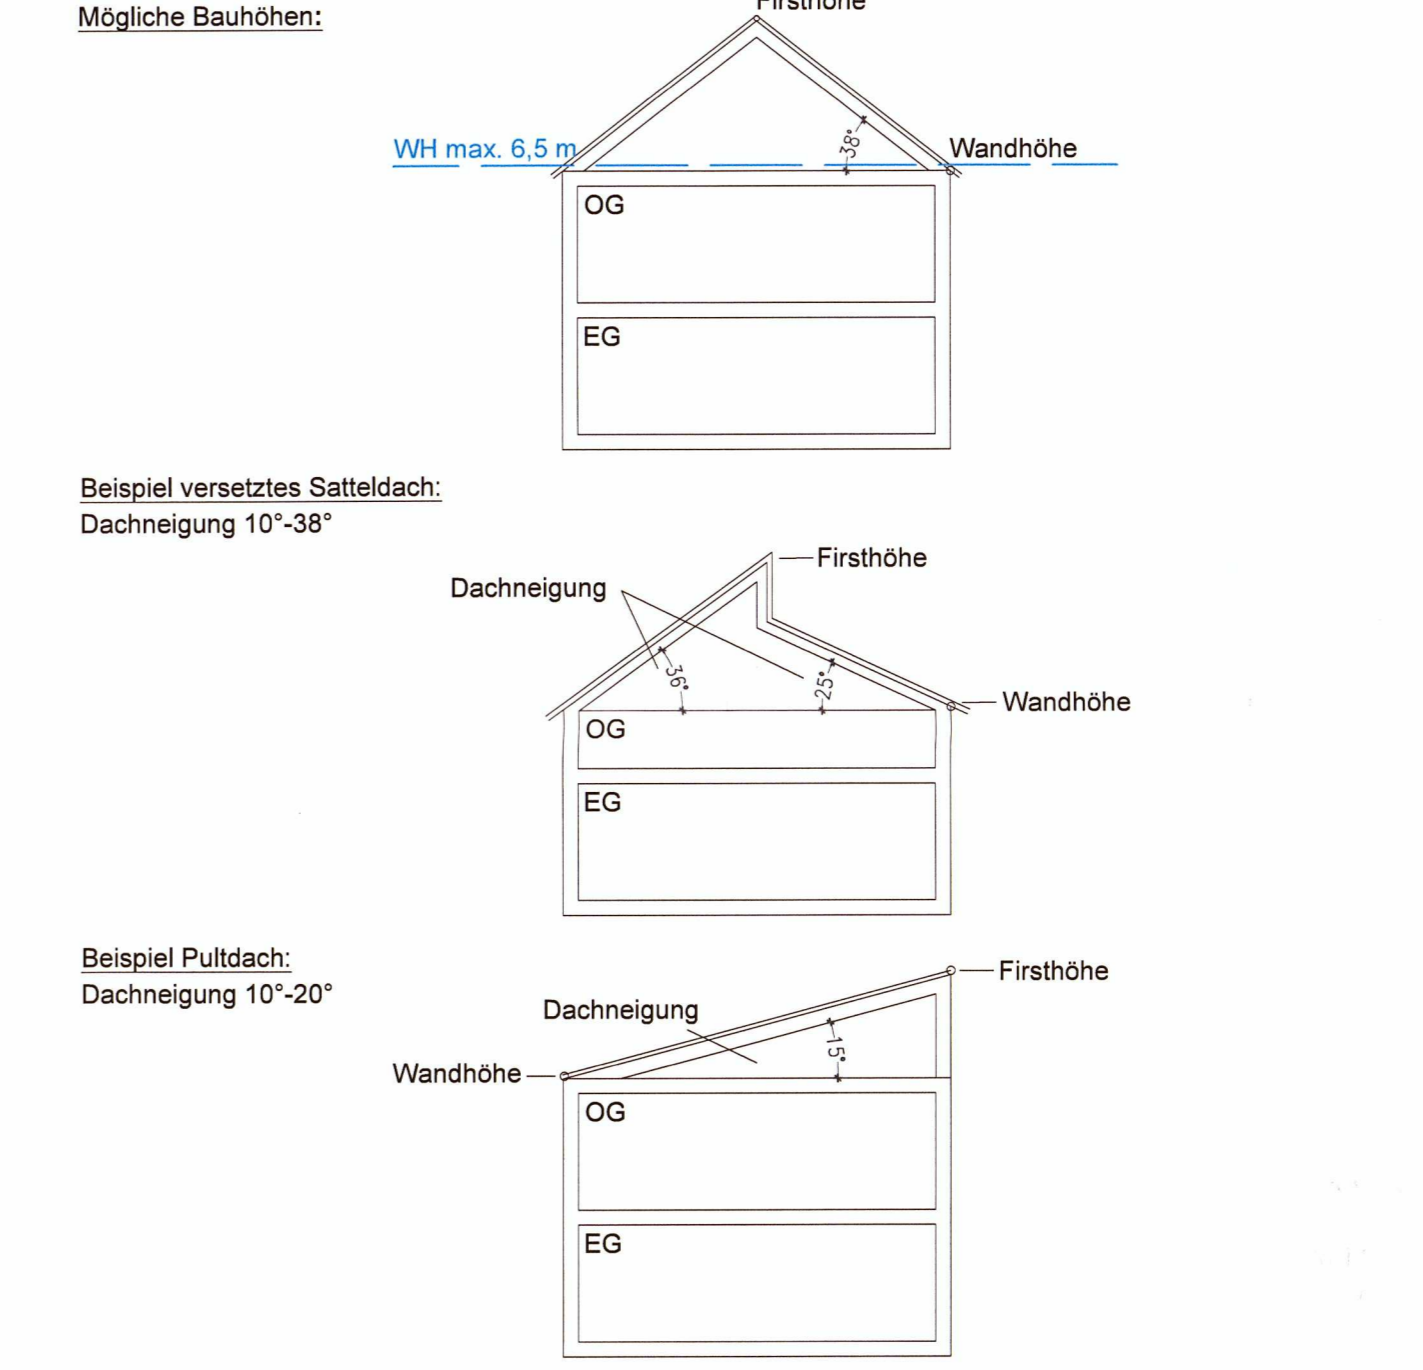 Firsthöhe
Mögliche Bauhöhen:
WH max. 6,5 m
38°
Wandhöhe
OG
EG
Beispiel versetztes Satteldach:
Dachneigung 10°-38°
Firsthöhe
Dachneigung
36°
25°
Wandhöhe
OG
EG
Beispiel Pultdach:
Dachneigung 10°-20°
Firsthöhe
Dachneigung
15°
Wandhöhe
OG
EG